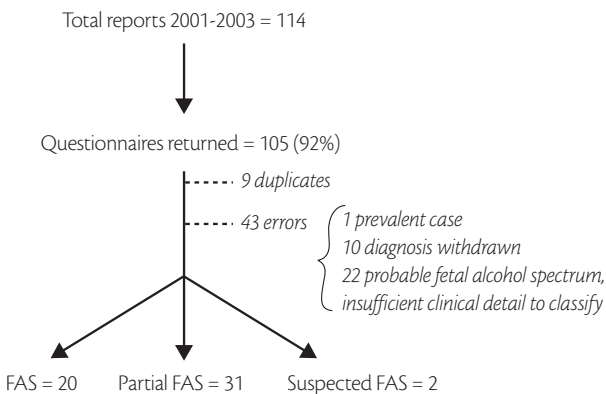 Total reports 2001-2003 = 114
Questionnaires returned = 105 (92%)
9 duplicates
43 errors
1 prevalent case
10 diagnosis withdrawn
22 probable fetal alcohol spectrum,
insufficient clinical detail to classify
FAS = 20 Partial FAS = 31 Suspected FAS = 2